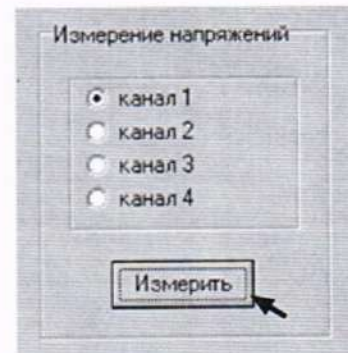 Измерение напряжений
канал 1
канал 2
канал 3
канал 4
Измерить